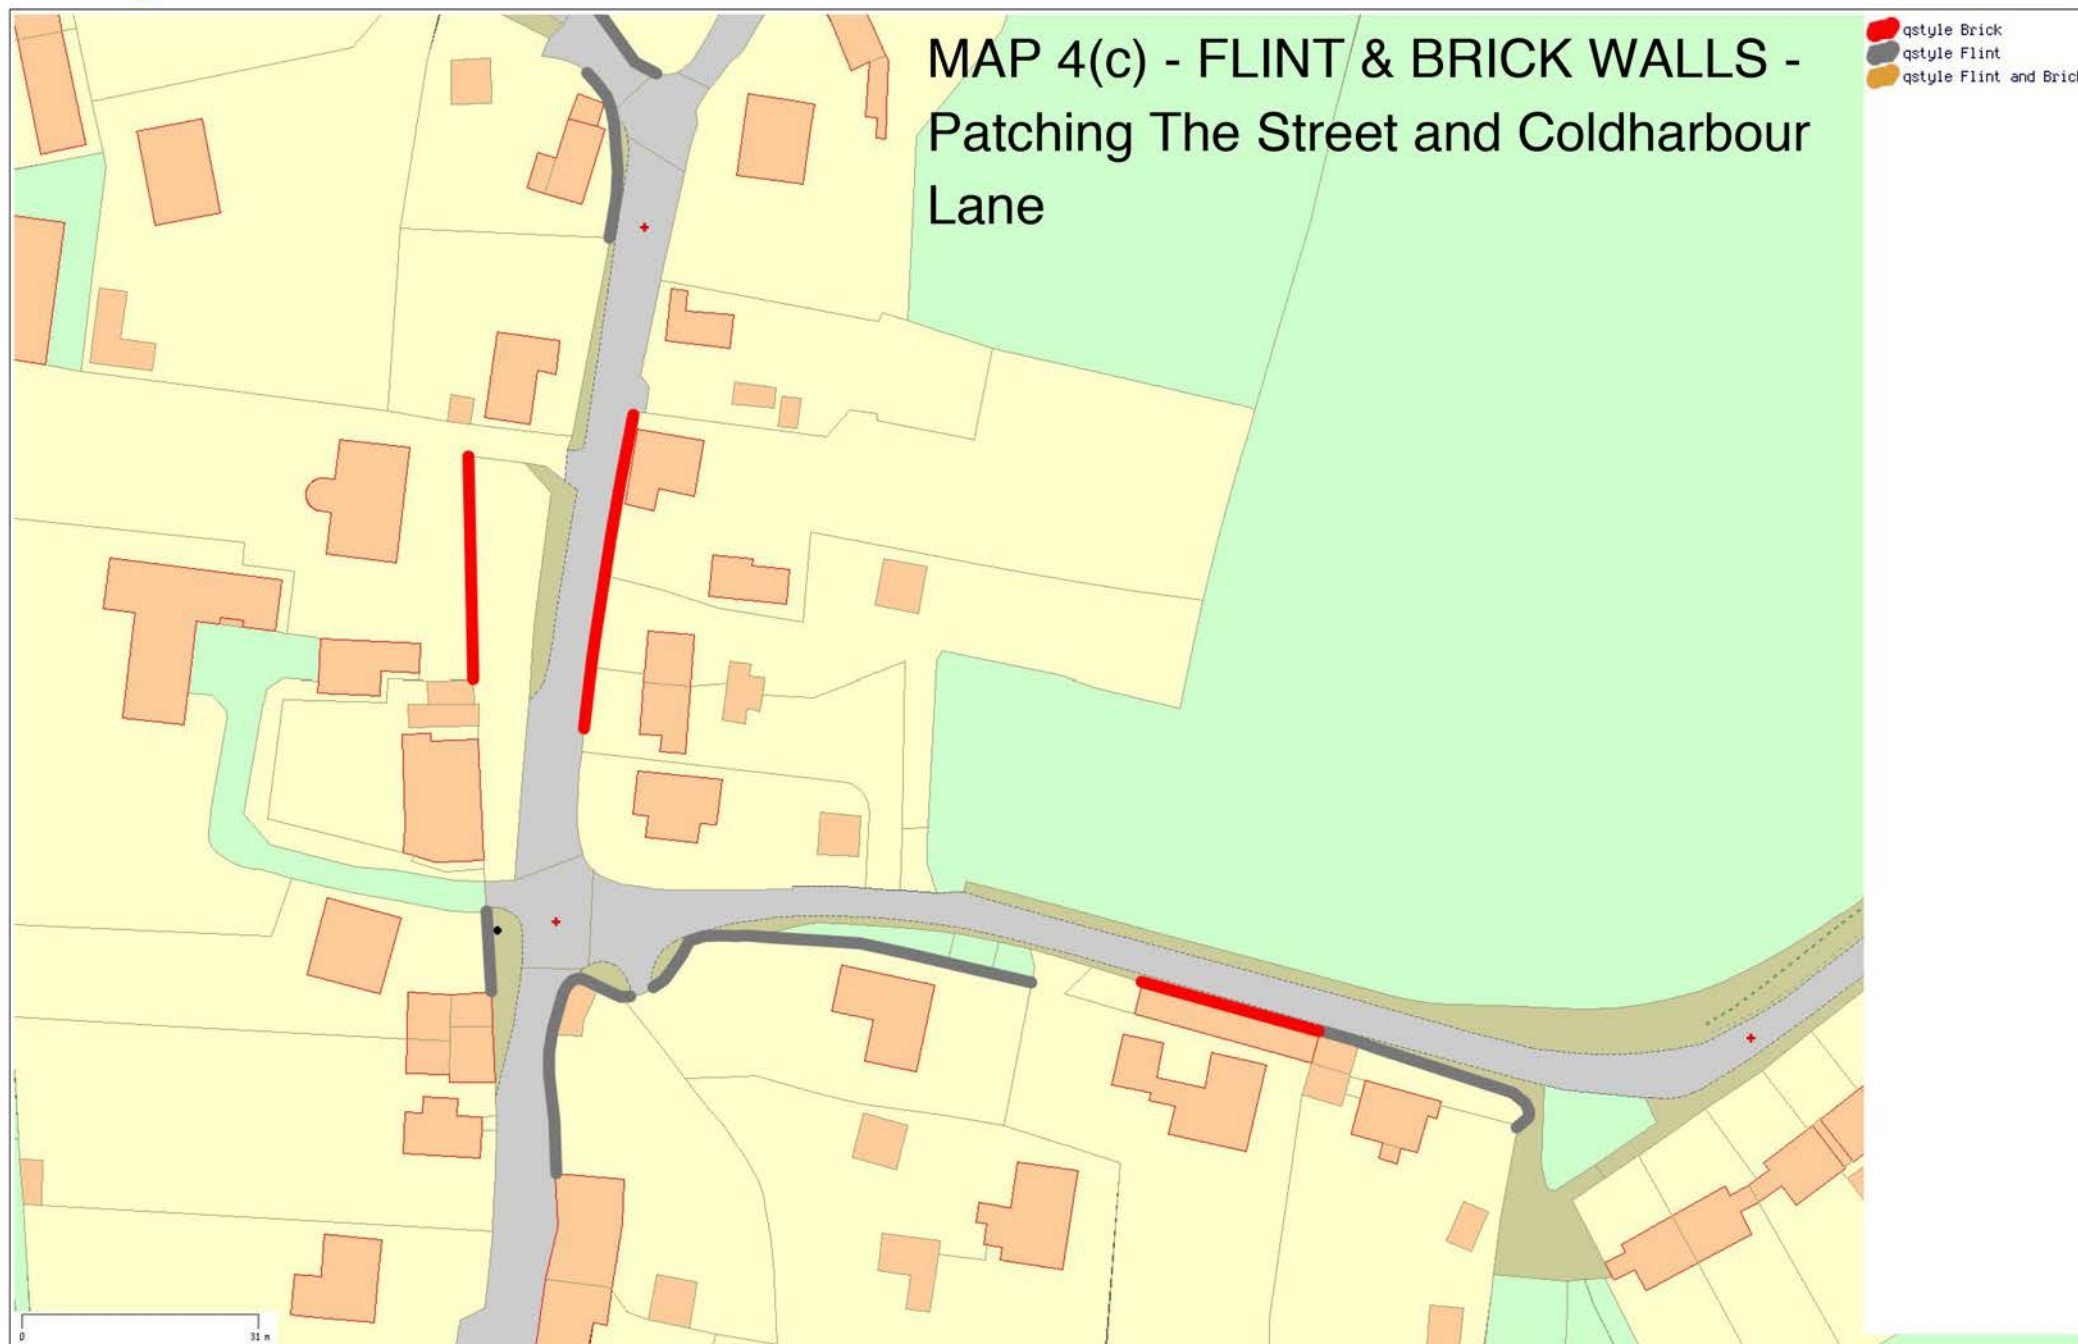 MAP 4(c) - FLINT & BRICK WALLS -
Patching The Street and Coldharbour
Lane
qstyle Brick
qstyle Flint
qstyle Flint and Brick
0 31 m